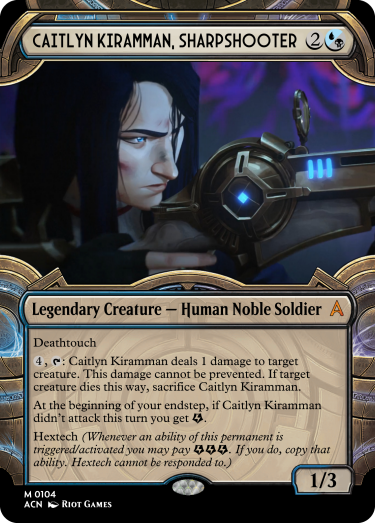 CAITLYN KIRAMMAN, SHARPSHOOTER 2
Legendary Creature — Human Noble Soldier
Deathtouch
4, : Caitlyn Kiramman deals 1 damage to target
creature. This damage cannot be prevented. If target
creature dies this way, sacrifice Caitlyn Kiramman.
At the beginning of your endstep, if Caitlyn Kiramman
didn't attack this turn you get .
Hextech (Whenever an ability of this permanent is
triggered/activated you may pay . If you do, copy that
ability. Hextech cannot be responded to.)
1/3
M 0104
ACN RIOT GAMES